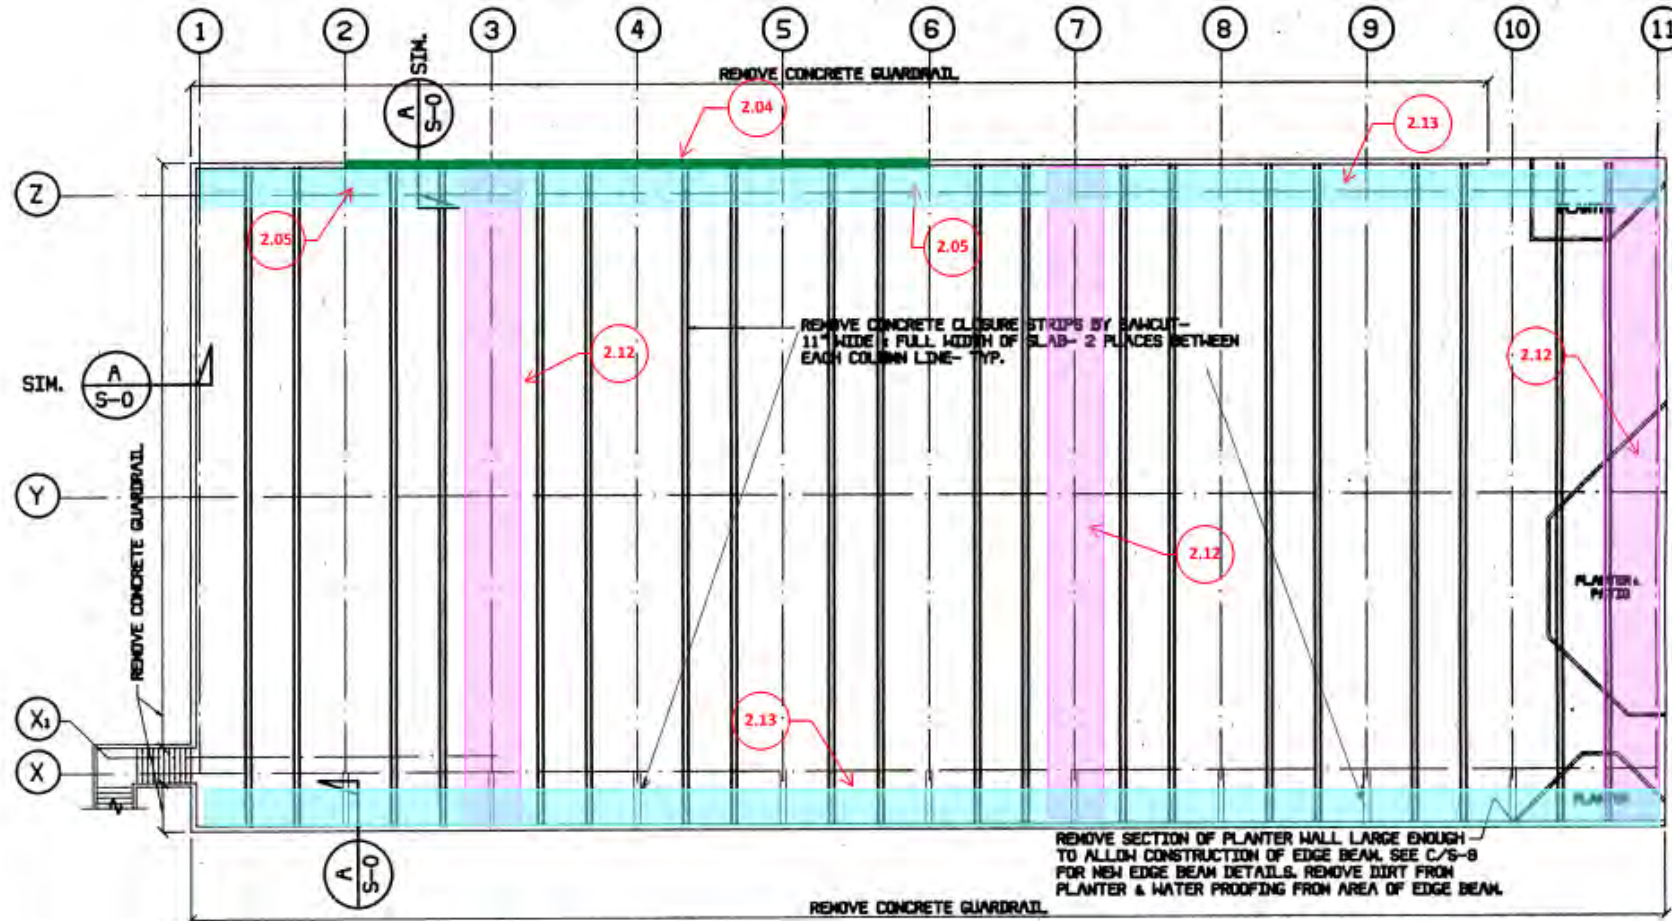 1 2 3 4 5 6 7 8 9 10 11
SIM.
REMOVE CONCRETE GUARDRAIL
A
S-0
2.04
2.13
Z
PLANTER
2.05
2.05
REMOVE CONCRETE CLOSURE STRIPS BY SAWCUT-
11" WIDE & FULL WIDTH OF SLAB- 2 PLACES BETWEEN
EACH COLUMN LINE- TYP.
2.12
2.12
SIM.
A
S-0
REMOVE CONCRETE GUARDRAIL
Y
2.12
PLANTER &
PATIO
X1
2.13
X
PLANTER
A
S-0
REMOVE SECTION OF PLANTER WALL LARGE ENOUGH
TO ALLOW CONSTRUCTION OF EDGE BEAM. SEE C/S-8
FOR NEW EDGE BEAM DETAILS. REMOVE DIRT FROM
PLANTER & WATER PROOFING FROM AREA OF EDGE BEAM.
REMOVE CONCRETE GUARDRAIL